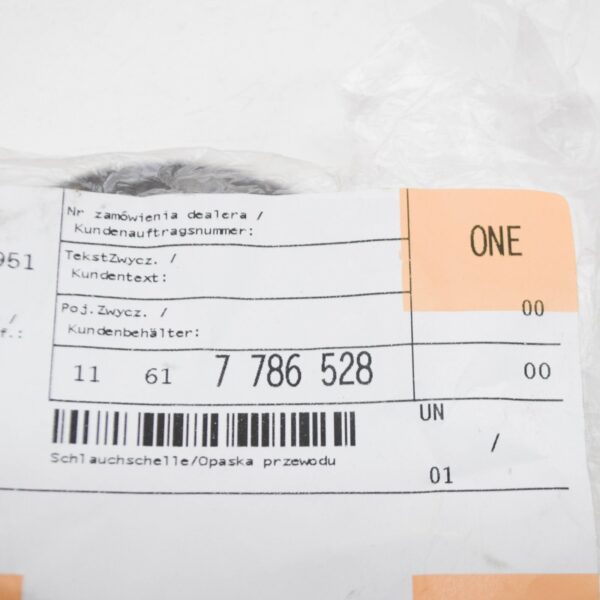 Nr zamówienia dealera /
Kundenauftragsnummer:
ONE
951
TekstZwycz. /
Kundentext:
/
f.:
Poj.Zwycz. /
Kundenbehälter:
00
11 61 7 786 528
00
UN
/
Schlauchschelle/Opaska przewodu
01